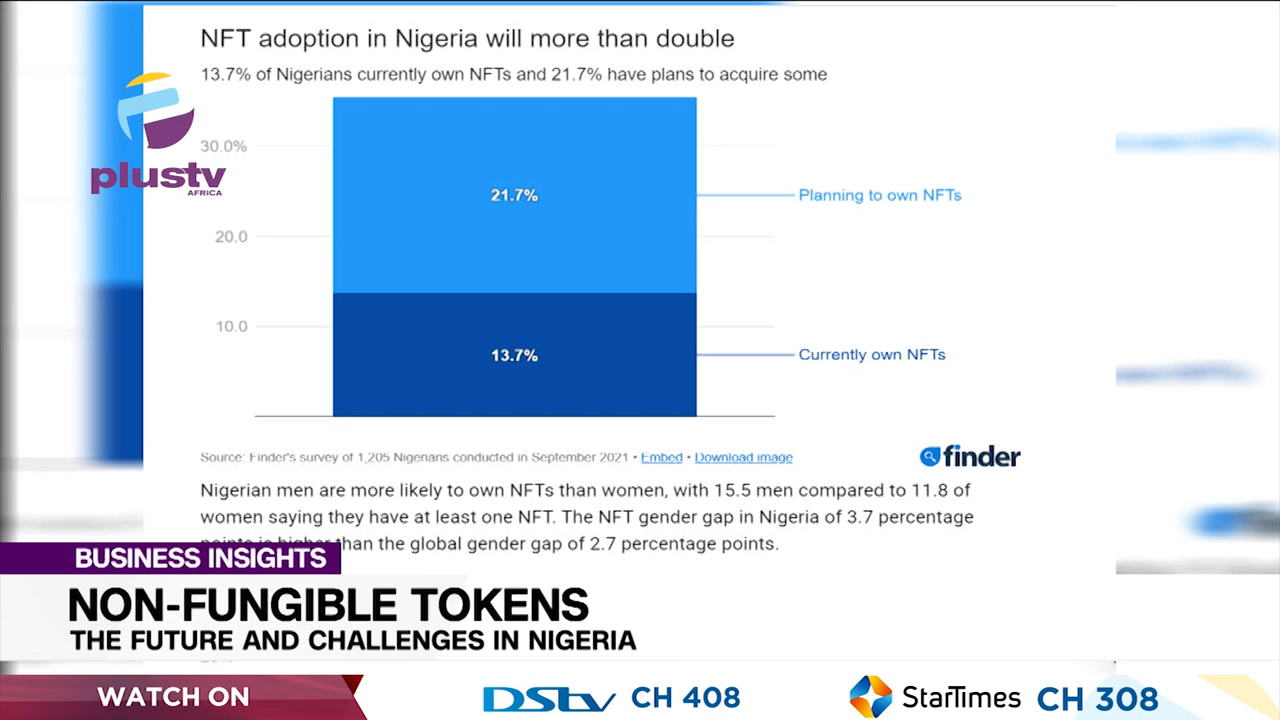 NFT adoption in Nigeria will more than double
13.7% of Nigerians currently own NFTs and 21.7% have plans to acquire some
plustv
AFRICA
30.0%
20.0
10.0
21.7%
13.7%
Planning to own NFTs
Currently own NFTs
Source: Finder's survey of 1,205 Nigerians conducted in September 2021 • Embed • Download image
finder
Nigerian men are more likely to own NFTs than women, with 15.5 men compared to 11.8 of
women saying they have at least one NFT. The NFT gender gap in Nigeria of 3.7 percentage
points is higher than the global gender gap of 2.7 percentage points.
BUSINESS INSIGHTS
NON-FUNGIBLE TOKENS
THE FUTURE AND CHALLENGES IN NIGERIA
WATCH ON
DStv CH 408
StarTimes CH 308